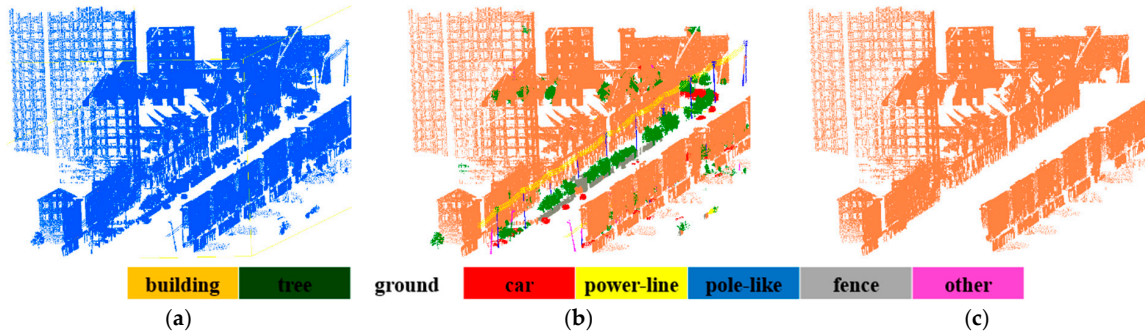 building tree ground car power-line pole-like fence other
(a) (b) (c)